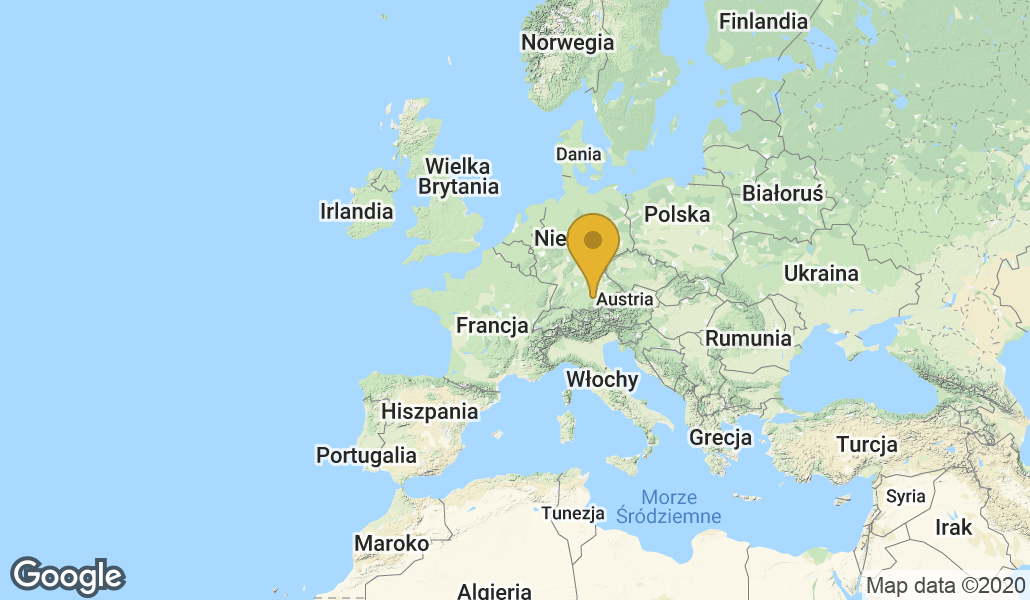 Finlandia
Norwegia
Dania
Wielka
Brytania
Białoruś
Irlandia
Polska
Nie
Ukraina
Austria
Francja
Rumunia
Włochy
Hiszpania
Grecja
Turcja
Portugalia
Morze
Śródziemne
Syria
Tunezja
Irak
Maroko
Algieria
Google
Map data ©2020